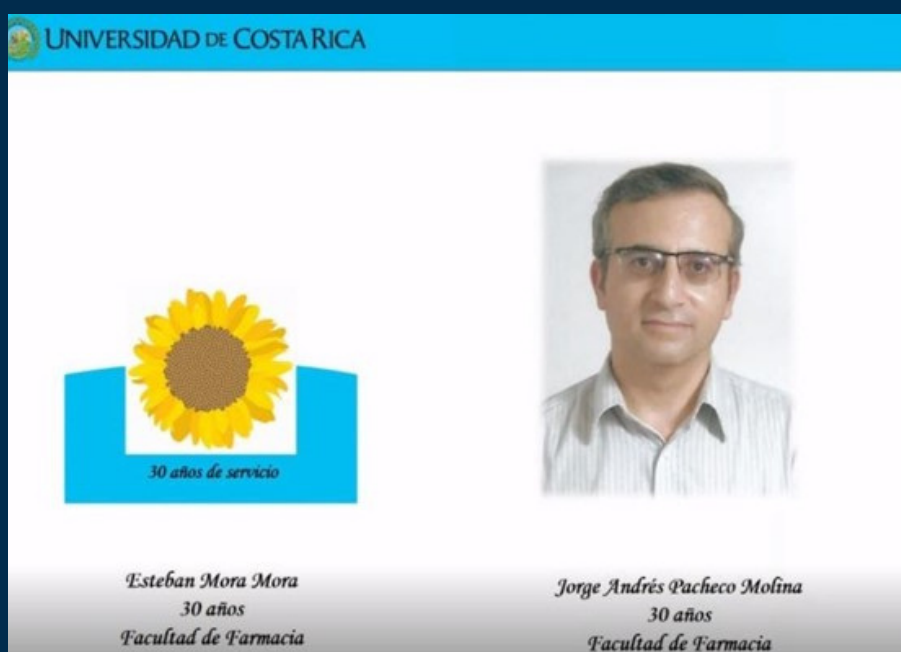 UNIVERSIDAD DE COSTA RICA
30 años de servicio
Esteban Mora Mora
30 años
Facultad de Farmacia
Jorge Andrés Pacheco Molina
30 años
Facultad de Farmacia